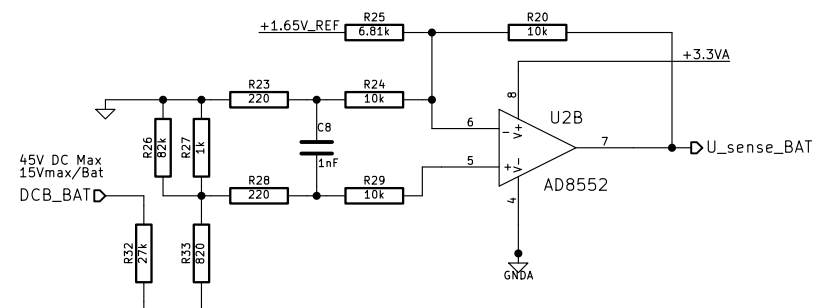 R25
R20
+1.65V_REF
6.81k
10k
+3.3VA
R23
R24
8
220
10k
C8
U2B
6
-
V+
R26
82k
R27
1k
7
U_sense_BAT
45V DC Max
15Vmax/Bat
1nF
5
+
V-
R28
R29
AD8552
DCB_BAT
220
10k
4
R32
27k
R33
820
GNDA